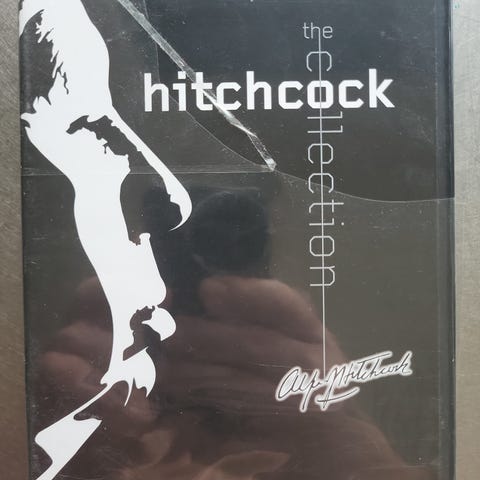 the
hitchcock
collection
Alfred Hitchcock